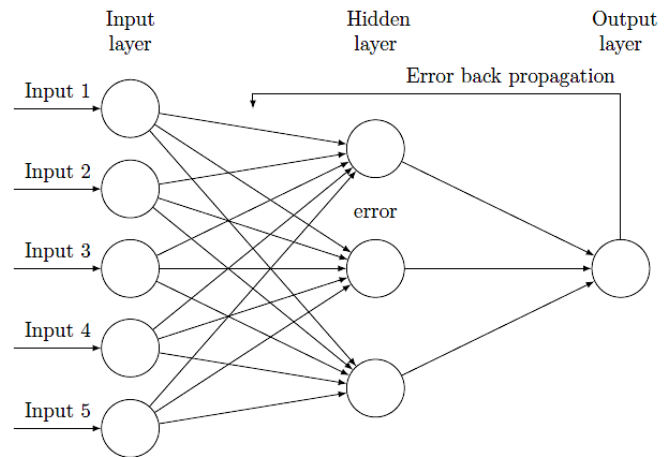 Input
layer
Hidden
layer
Output
layer
Error back propagation
Input 1
Input 2
error
Input 3
Input 4
Input 5